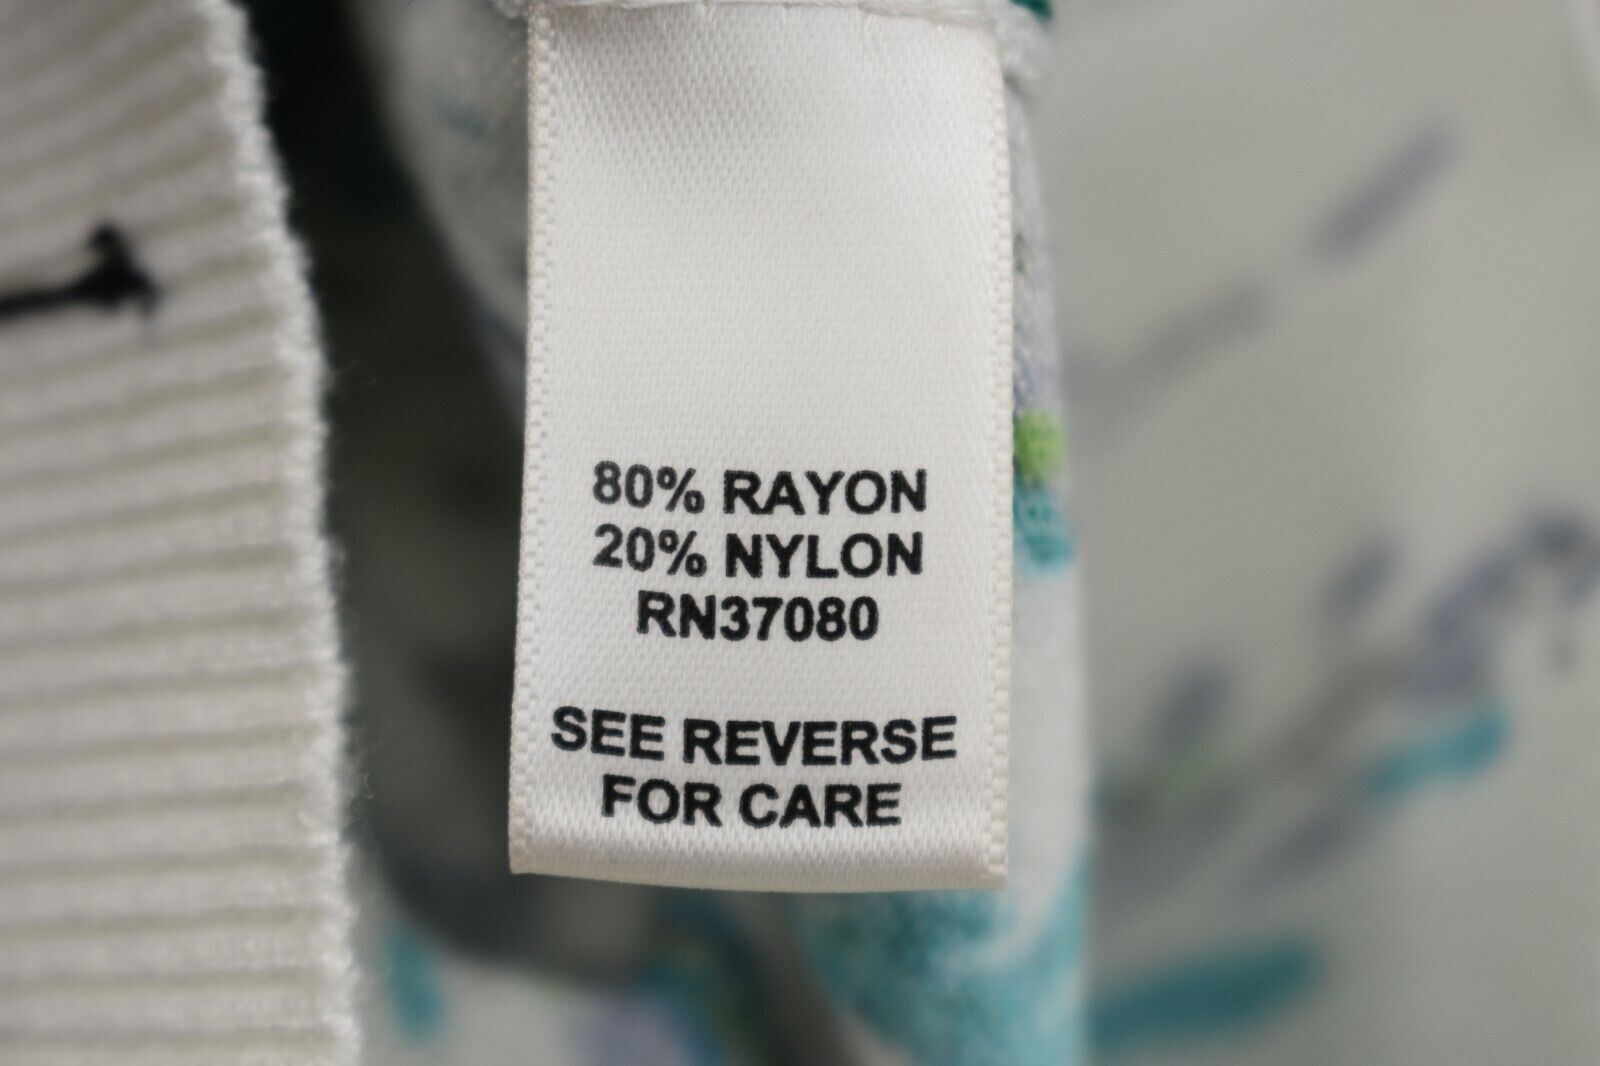 80% RAYON
20% NYLON
RN37080
SEE REVERSE
FOR CARE